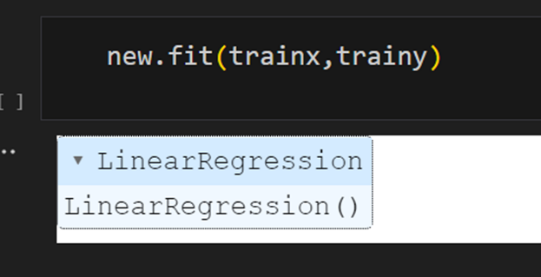 new.fit(trainx,trainy)
[ ]
..
▾ LinearRegression
LinearRegression()